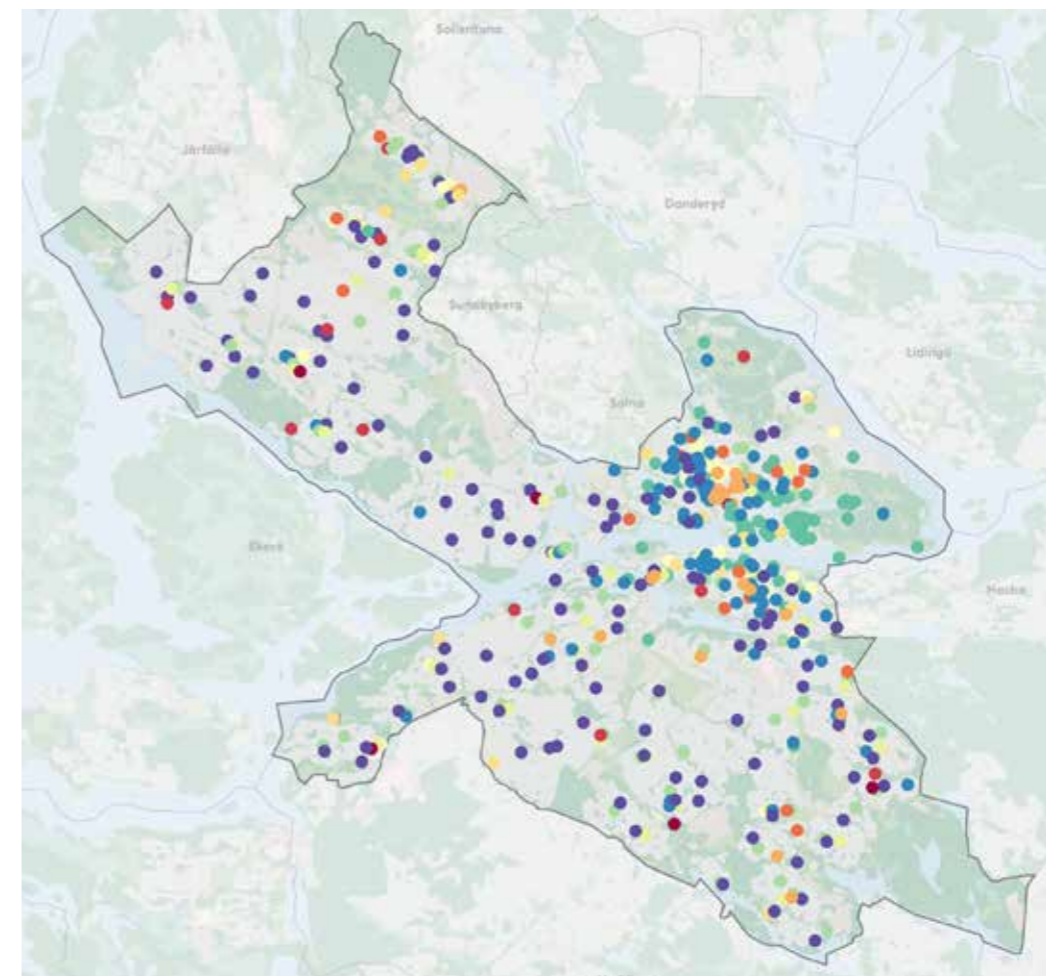 Sollentuna
Järfälla
Danderyd
Sundbyberg
Lidingö
Solna
Ekerö
Nacka